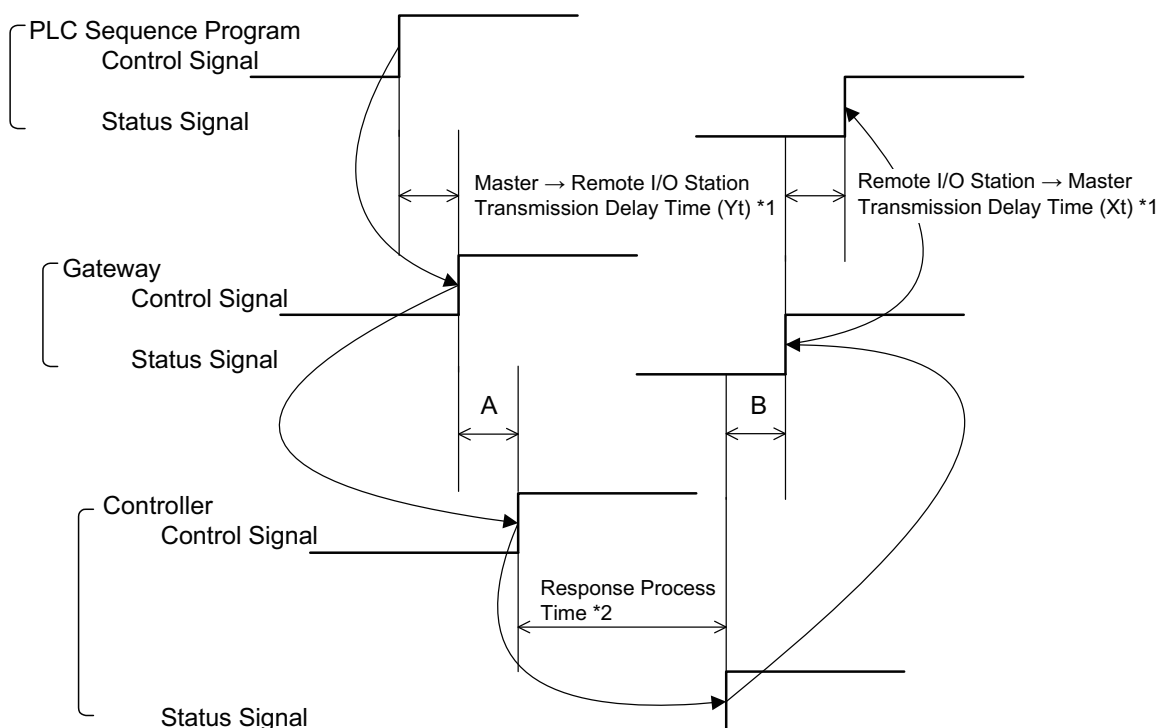 PLC Sequence Program
Control Signal
Status Signal
Master → Remote I/O Station
Transmission Delay Time (Yt) *1
Remote I/O Station → Master
Transmission Delay Time (Xt) *1
Gateway
Control Signal
Status Signal
A
B
Controller
Control Signal
Response Process
Time *2
Status Signal